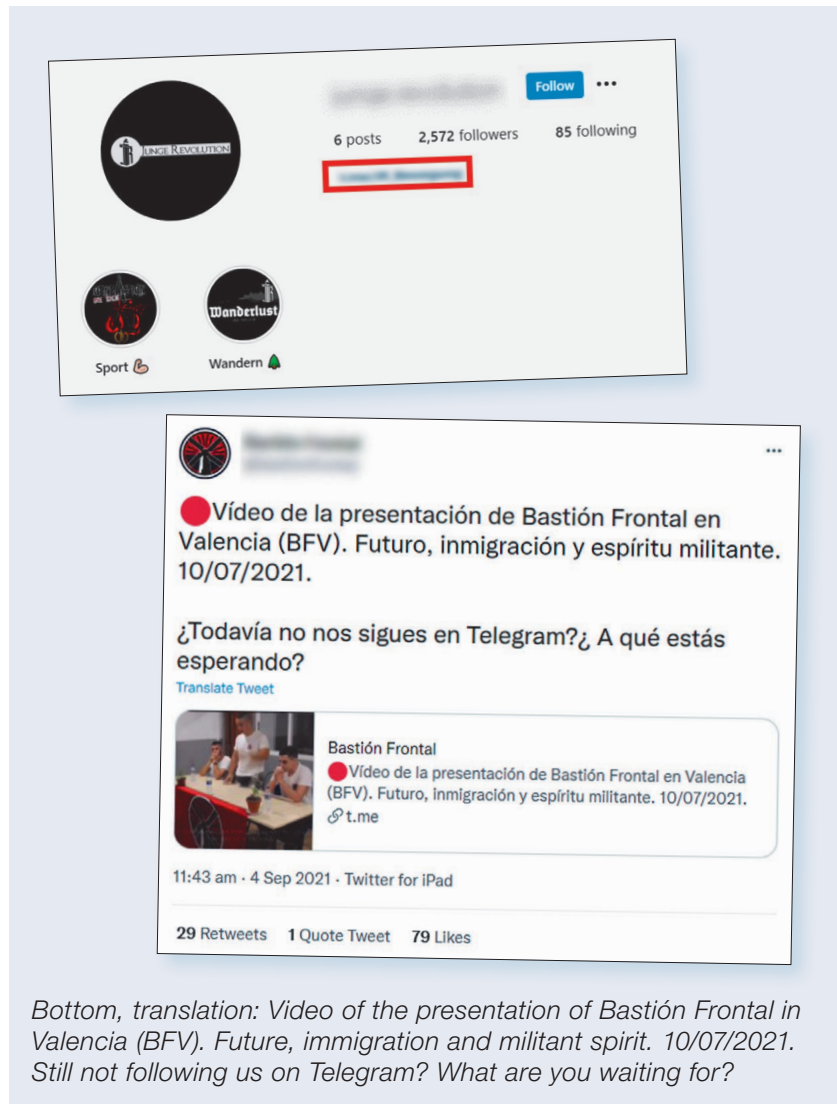 Follow
6 posts 2,572 followers 85 following
JUNGE REVOLUTION
Wanderlust
Sport
Wandern
Vídeo de la presentación de Bastión Frontal en
Valencia (BFV). Futuro, inmigración y espíritu militante.
10/07/2021.
¿Todavía no nos sigues en Telegram?¿ A qué estás
esperando?
Translate Tweet
Bastión Frontal
Vídeo de la presentación de Bastión Frontal en Valencia
(BFV). Futuro, inmigración y espíritu militante. 10/07/2021.
t.me
11:43 am · 4 Sep 2021 · Twitter for iPad
29 Retweets 1 Quote Tweet 79 Likes
Bottom, translation: Video of the presentation of Bastión Frontal in
Valencia (BFV). Future, immigration and militant spirit. 10/07/2021.
Still not following us on Telegram? What are you waiting for?